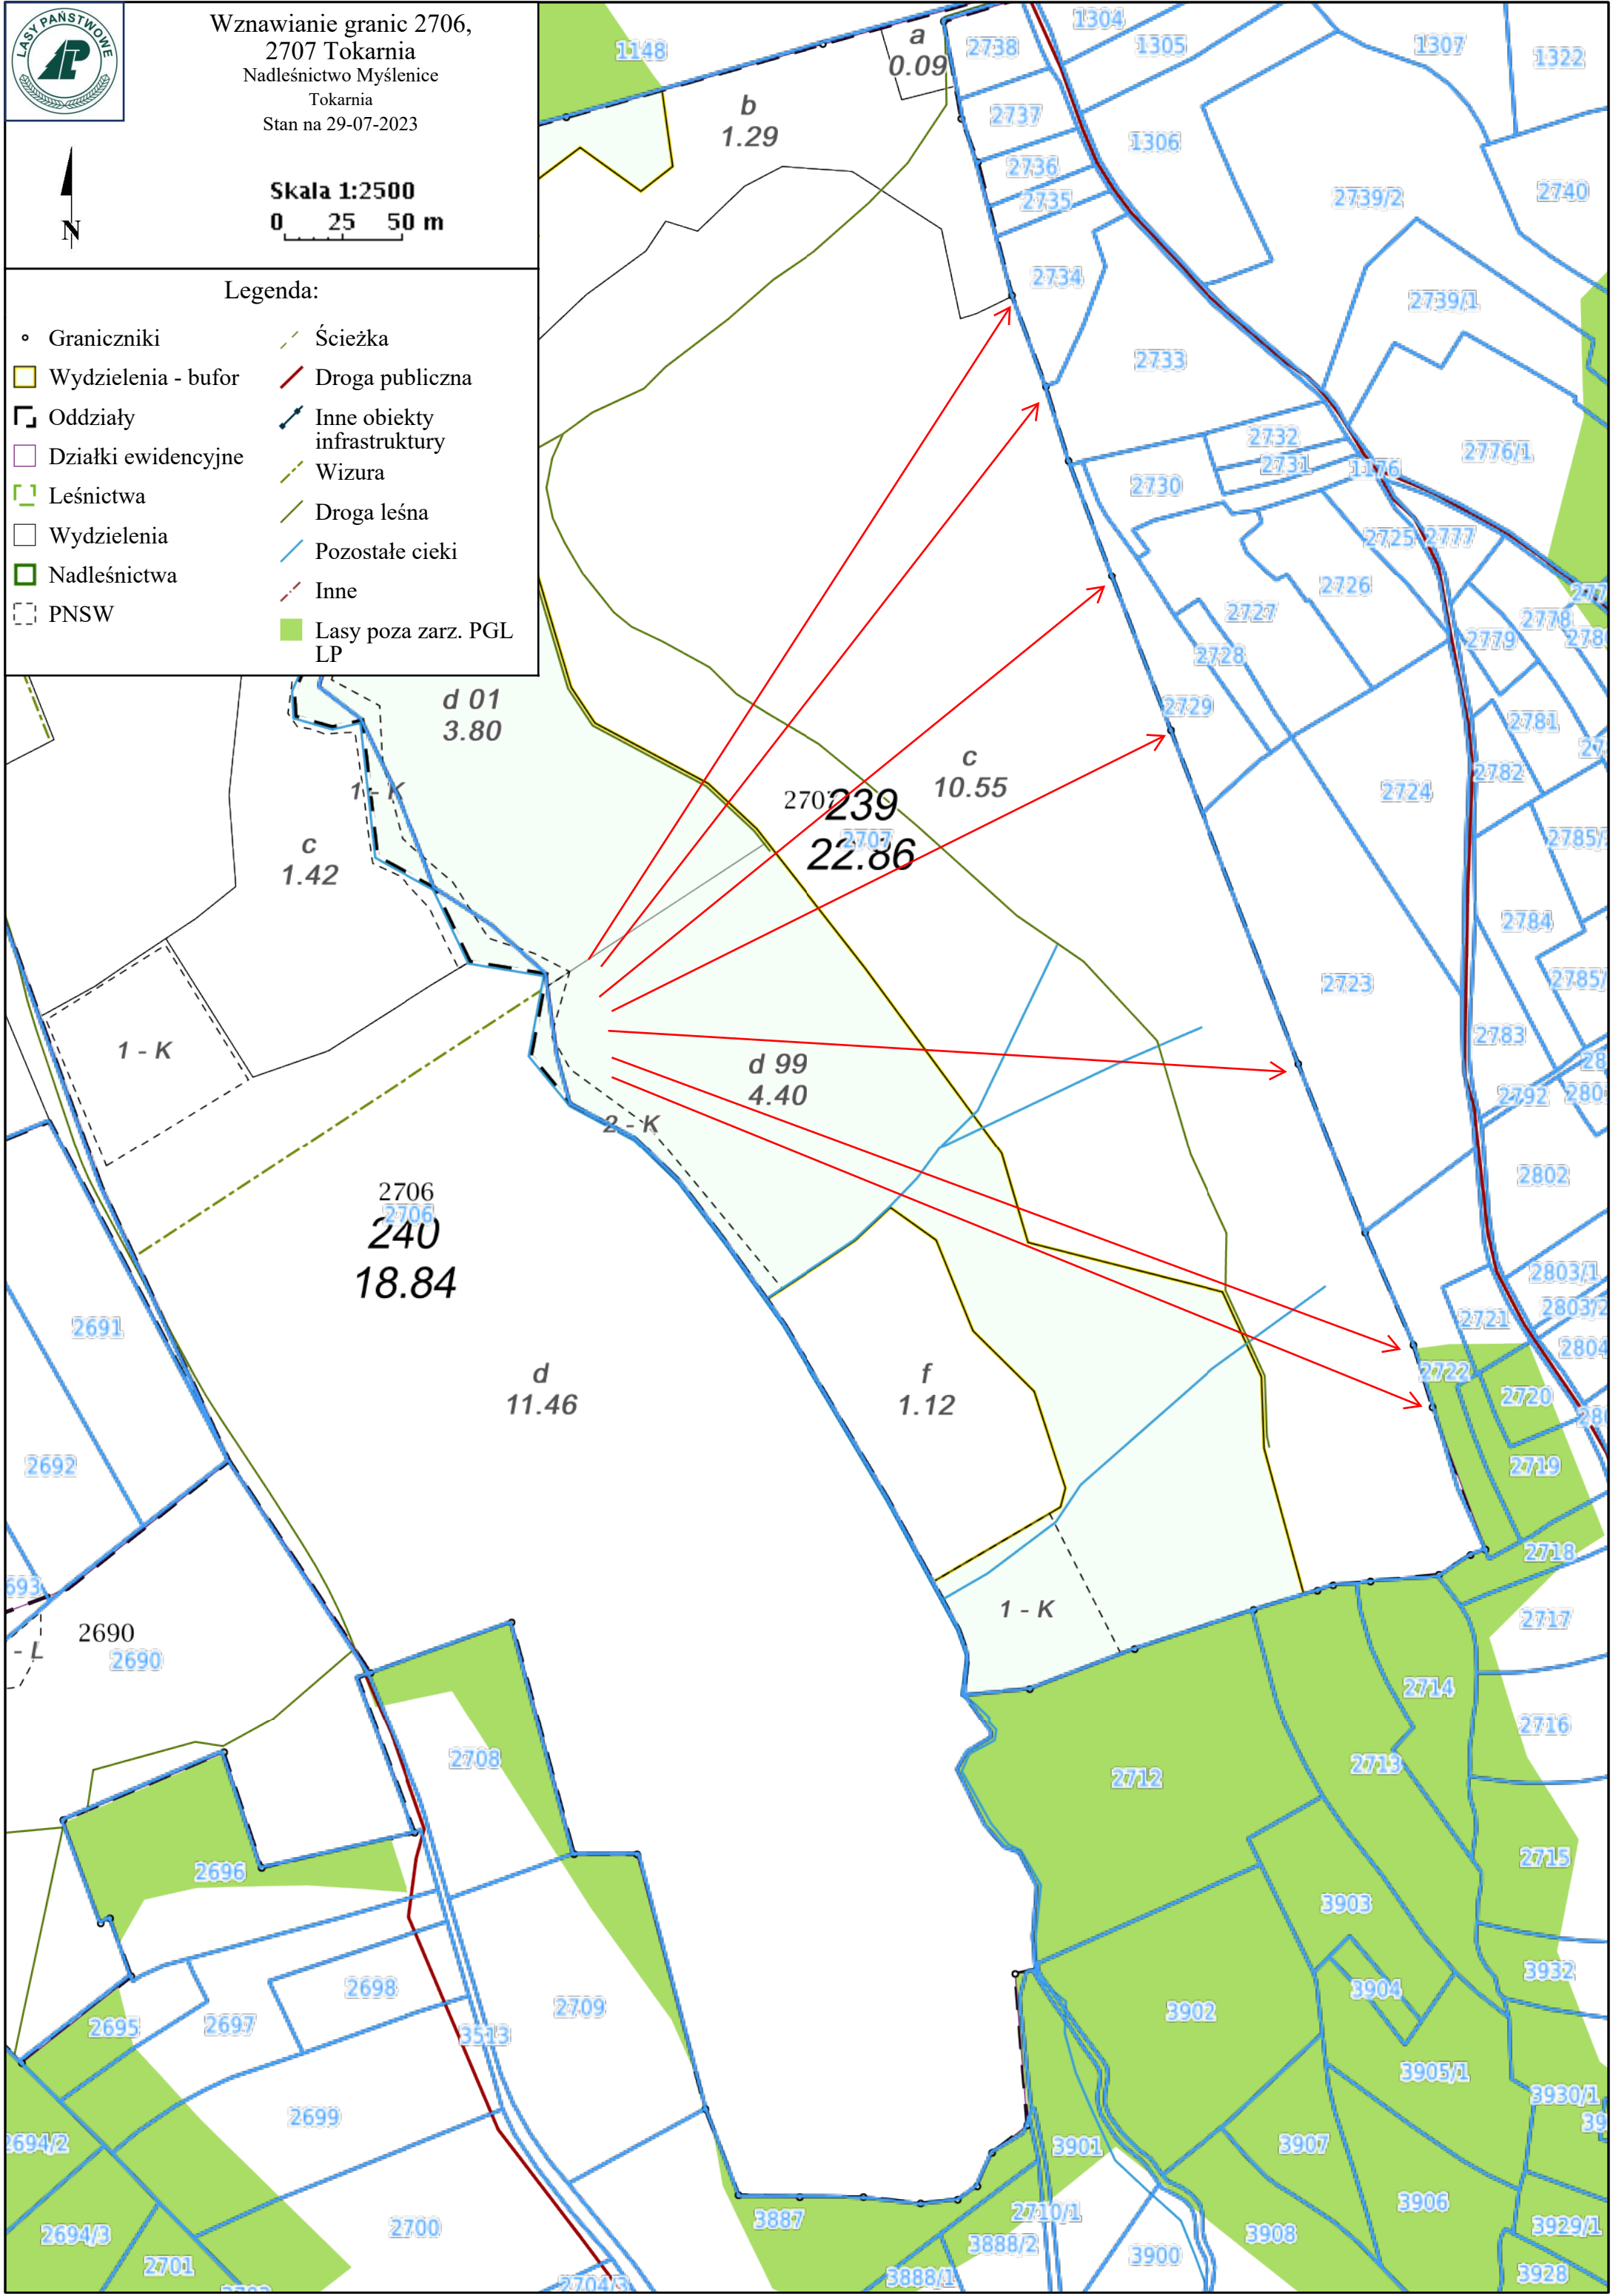 LASY PAŃSTWOWE
Wznawianie granic 2706,
2707 Tokarnia
Nadleśnictwo Myślenice
Tokarnia
Stan na 29-07-2023
N
Skala 1:2500
0 25 50 m
Legenda:
Graniczniki
Wydzielenia - bufor
Oddziały
Działki ewidencyjne
Leśnictwa
Wydzielenia
Nadleśnictwa
PNSW
Ścieżka
Droga publiczna
Inne obiekty
infrastruktury
Wizura
Droga leśna
Pozostałe cieki
Inne
Lasy poza zarz. PGL
LP
1148
a
0.09
b
1.29
2738
1304
1305
1307
1322
2737
1306
2736
2735
2739/2
2740
2734
2739/1
2733
2732
2731
1176
2776/1
2730
2725
2777
2726
2727
2778
2779
2728
2729
2781
2782
2724
d 01
3.80
c
10.55
239
22.86
2707
1 - K
c
1.42
2784
2723
2783
1 - K
d 99
4.40
2792
2 - K
2802
2706
2706
240
18.84
2803/1
2803/2
2721
2804
2691
d
11.46
f
1.12
2722
2720
2692
2719
2718
693
1 - K
2690
2690
- L
2717
2714
2716
2708
2712
2713
2696
2715
3903
3932
3904
2698
2709
3902
2695
2697
3513
3905/1
3930/1
2699
2694/2
3901
3907
3906
2694/3
2700
3887
2710/1
3908
3929/1
3888/2
3900
2701
3888/1
3928
2704/3